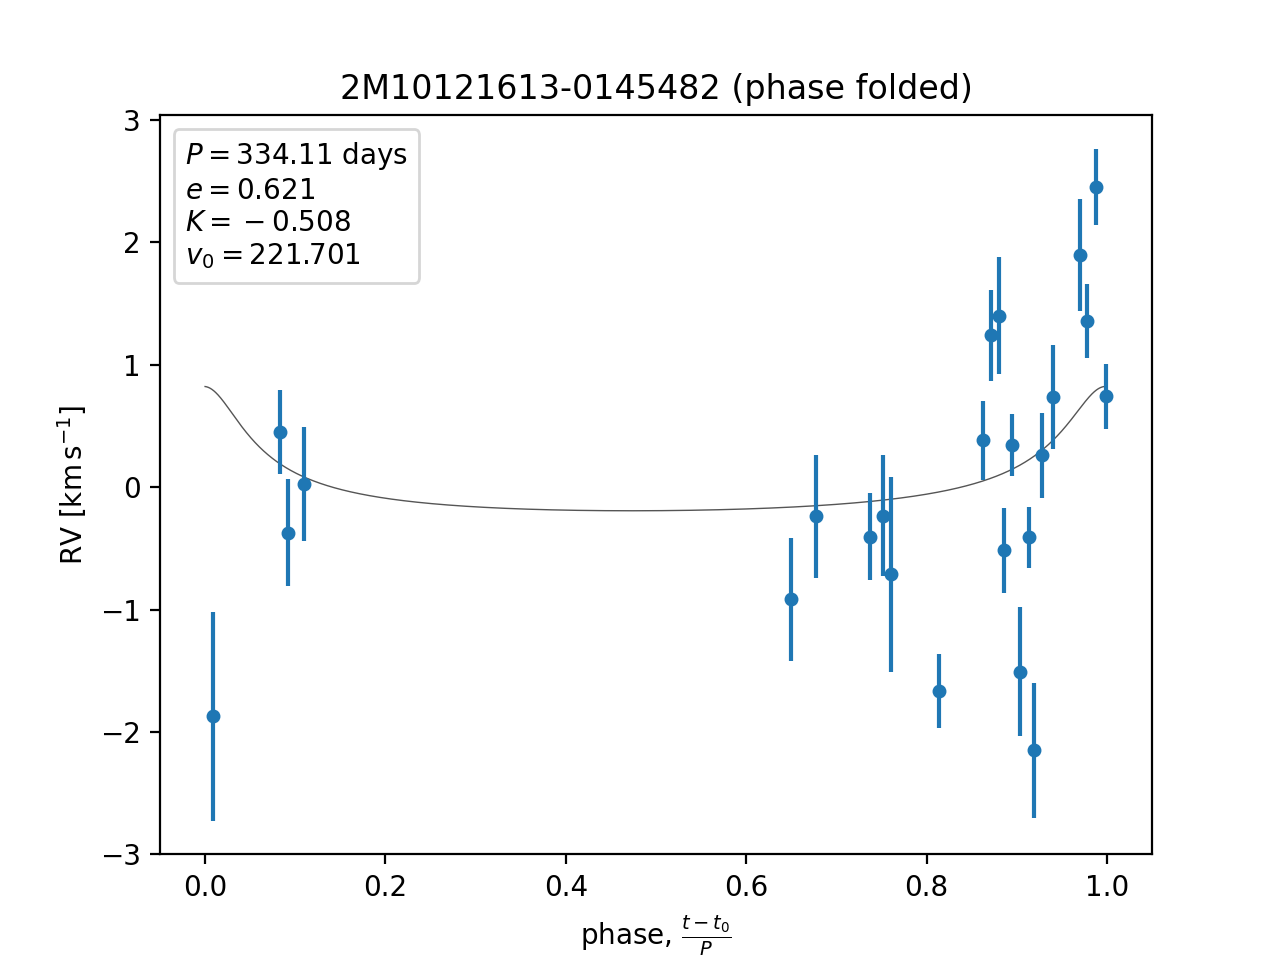 2M10121613-0145482 (phase folded)
P = 334.11 days
e = 0.621
K = −0.508
v₀ = 221.701
RV [km s⁻¹]
3
2
1
0
−1
−2
−3
0.0 0.2 0.4 0.6 0.8 1.0
phase, (t − t₀)/P